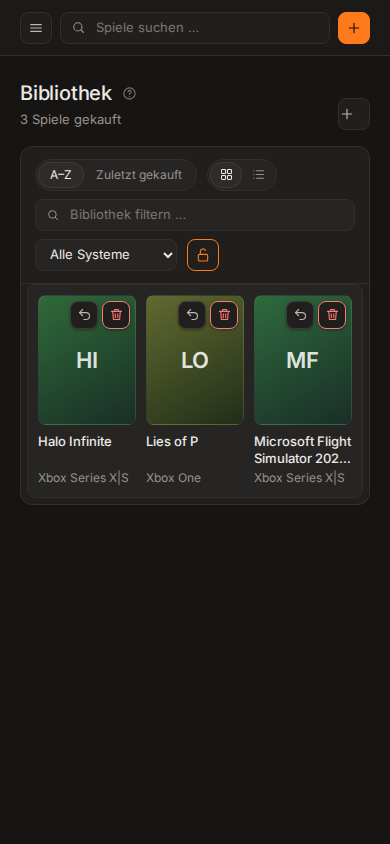 Spiele suchen ...
Bibliothek
3 Spiele gekauft
A–Z Zuletzt gekauft
Bibliothek filtern ...
Alle Systeme
HI
LO
MF
Halo Infinite
Xbox Series X|S
Lies of P
Xbox One
Microsoft Flight
Simulator 202...
Xbox Series X|S